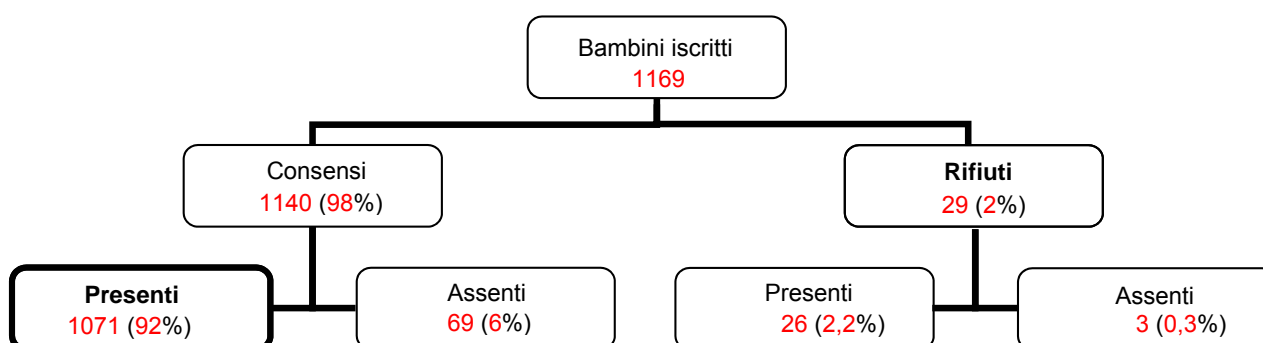 Bambini iscritti
1169
Consensi
1140 (98%)
Rifiuti
29 (2%)
Presenti
1071 (92%)
Assenti
69 (6%)
Presenti
26 (2,2%)
Assenti
3 (0,3%)